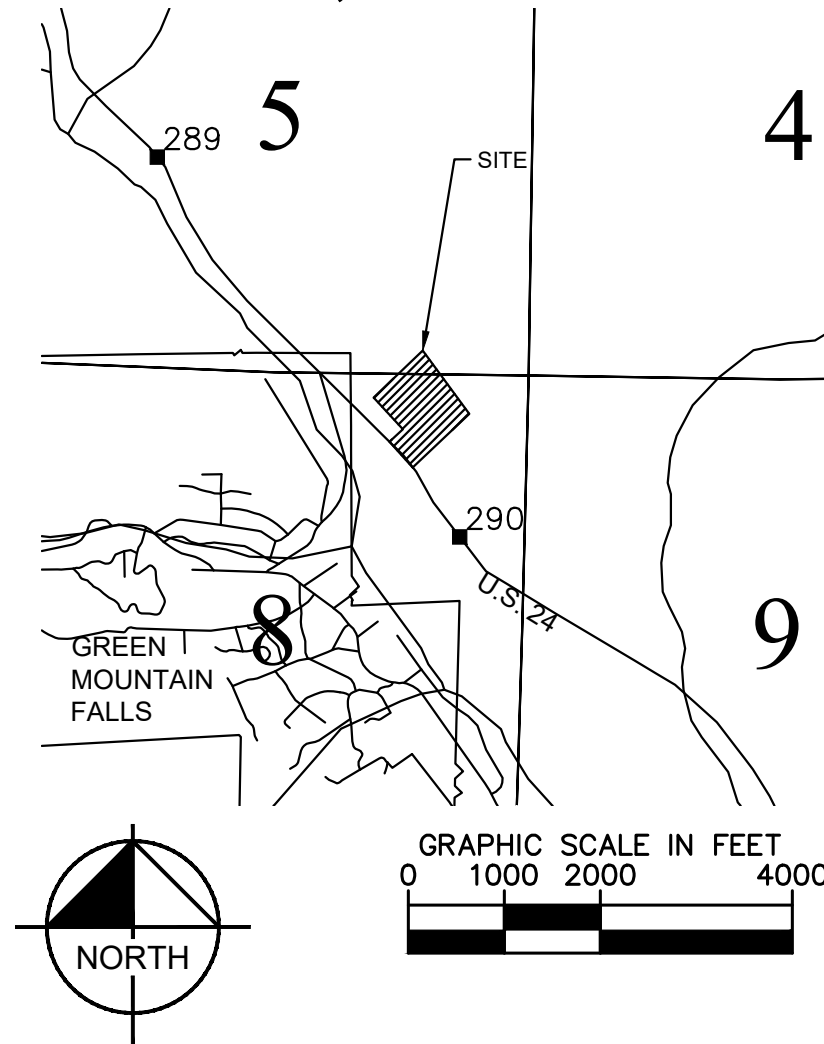 5
4
289
SITE
290
U.S. 24
8
9
GREEN
MOUNTAIN
FALLS
NORTH
GRAPHIC SCALE IN FEET
0 1000 2000 4000